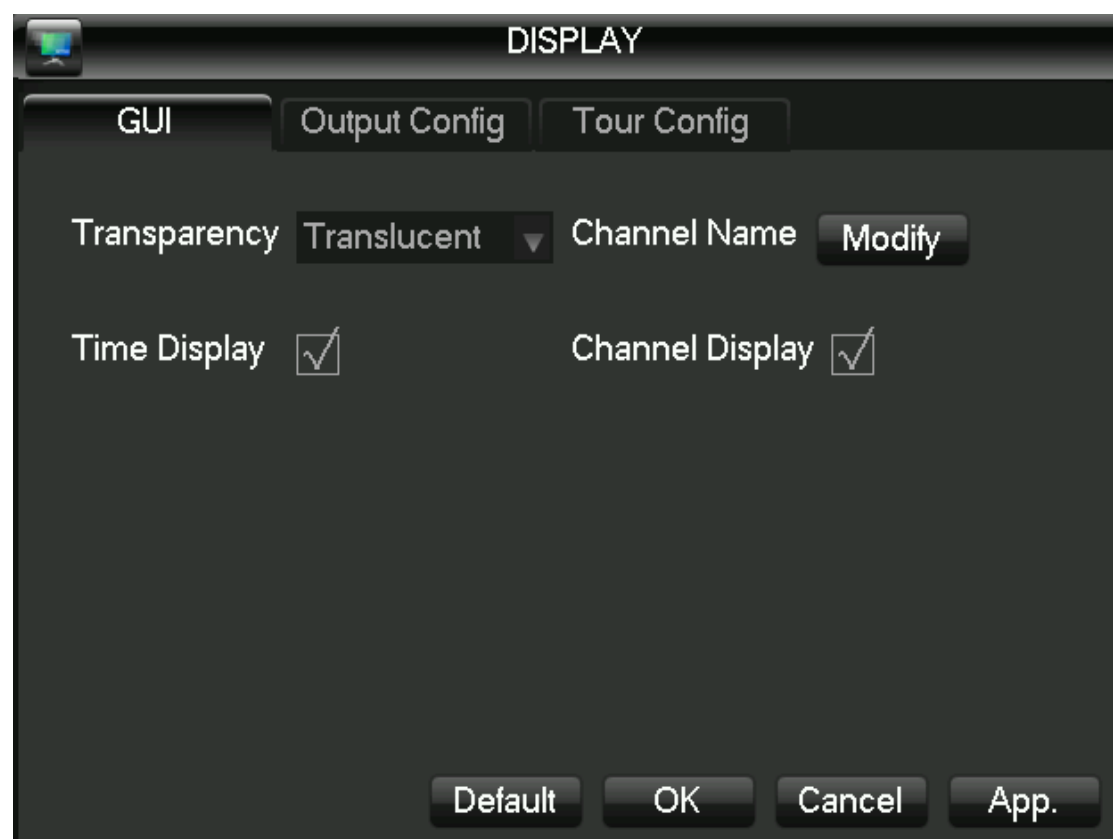 DISPLAY
GUI Output Config Tour Config
Transparency Translucent Channel Name Modify
Time Display Channel Display
Default OK Cancel App.